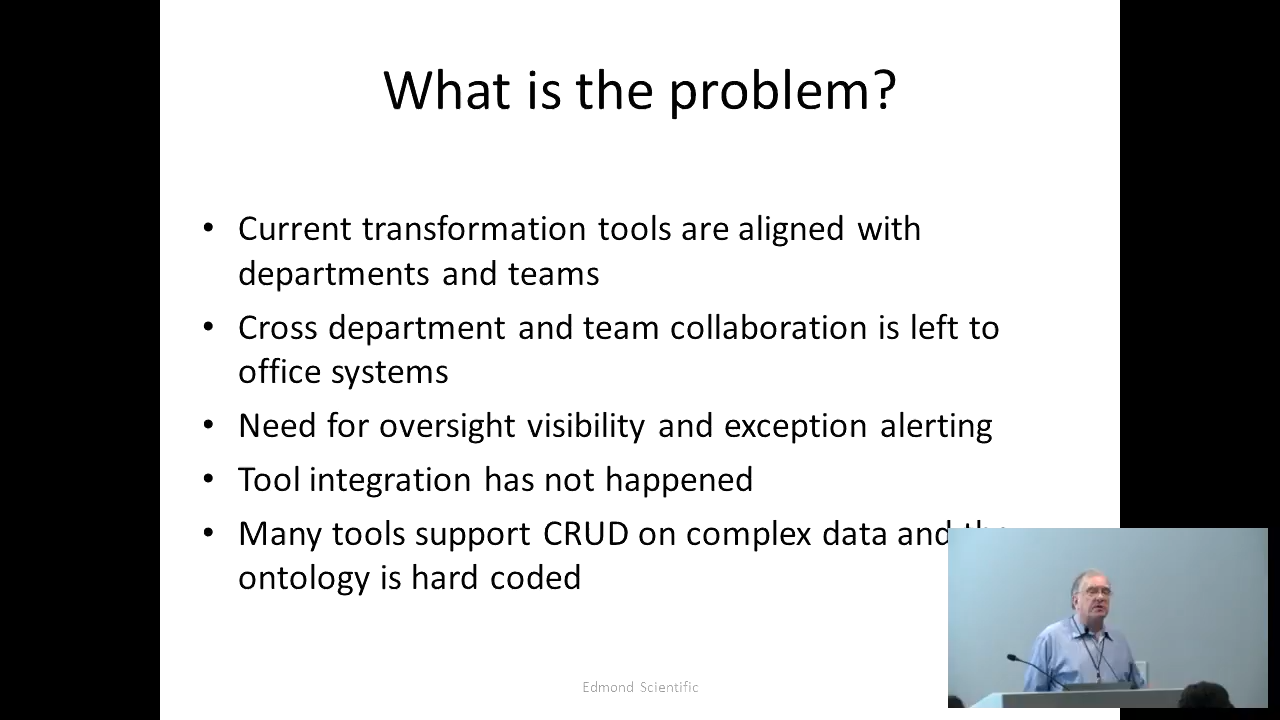 What is the problem?
• Current transformation tools are aligned with
departments and teams
• Cross department and team collaboration is left to
office systems
• Need for oversight visibility and exception alerting
• Tool integration has not happened
• Many tools support CRUD on complex data and the
ontology is hard coded
Edmond Scientific